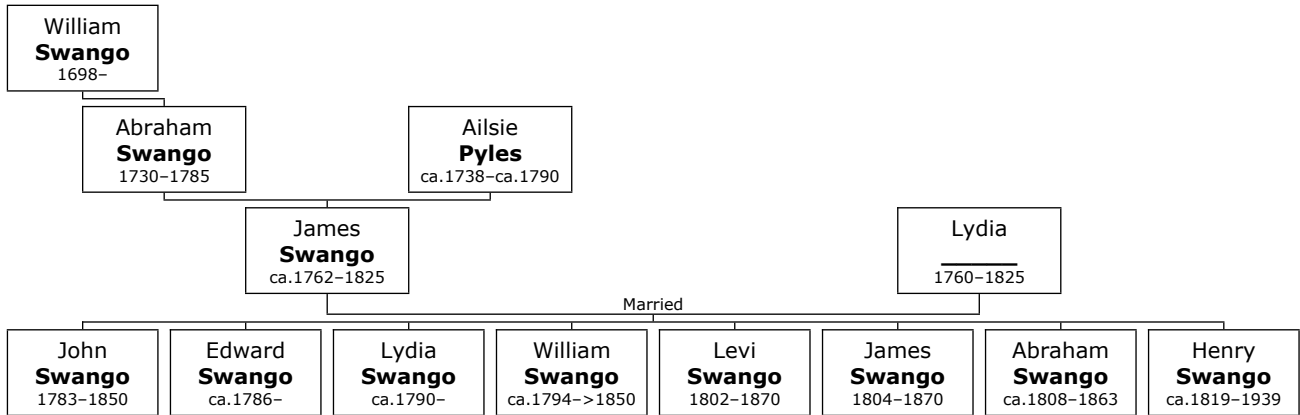 William
Swango
1698–
Abraham
Swango
1730–1785
Ailsie
Pyles
ca.1738–ca.1790
James
Swango
ca.1762–1825
Lydia
_______
1760–1825
Married
John
Swango
1783–1850
Edward
Swango
ca.1786–
Lydia
Swango
ca.1790–
William
Swango
ca.1794–>1850
Levi
Swango
1802–1870
James
Swango
1804–1870
Abraham
Swango
ca.1808–1863
Henry
Swango
ca.1819–1939